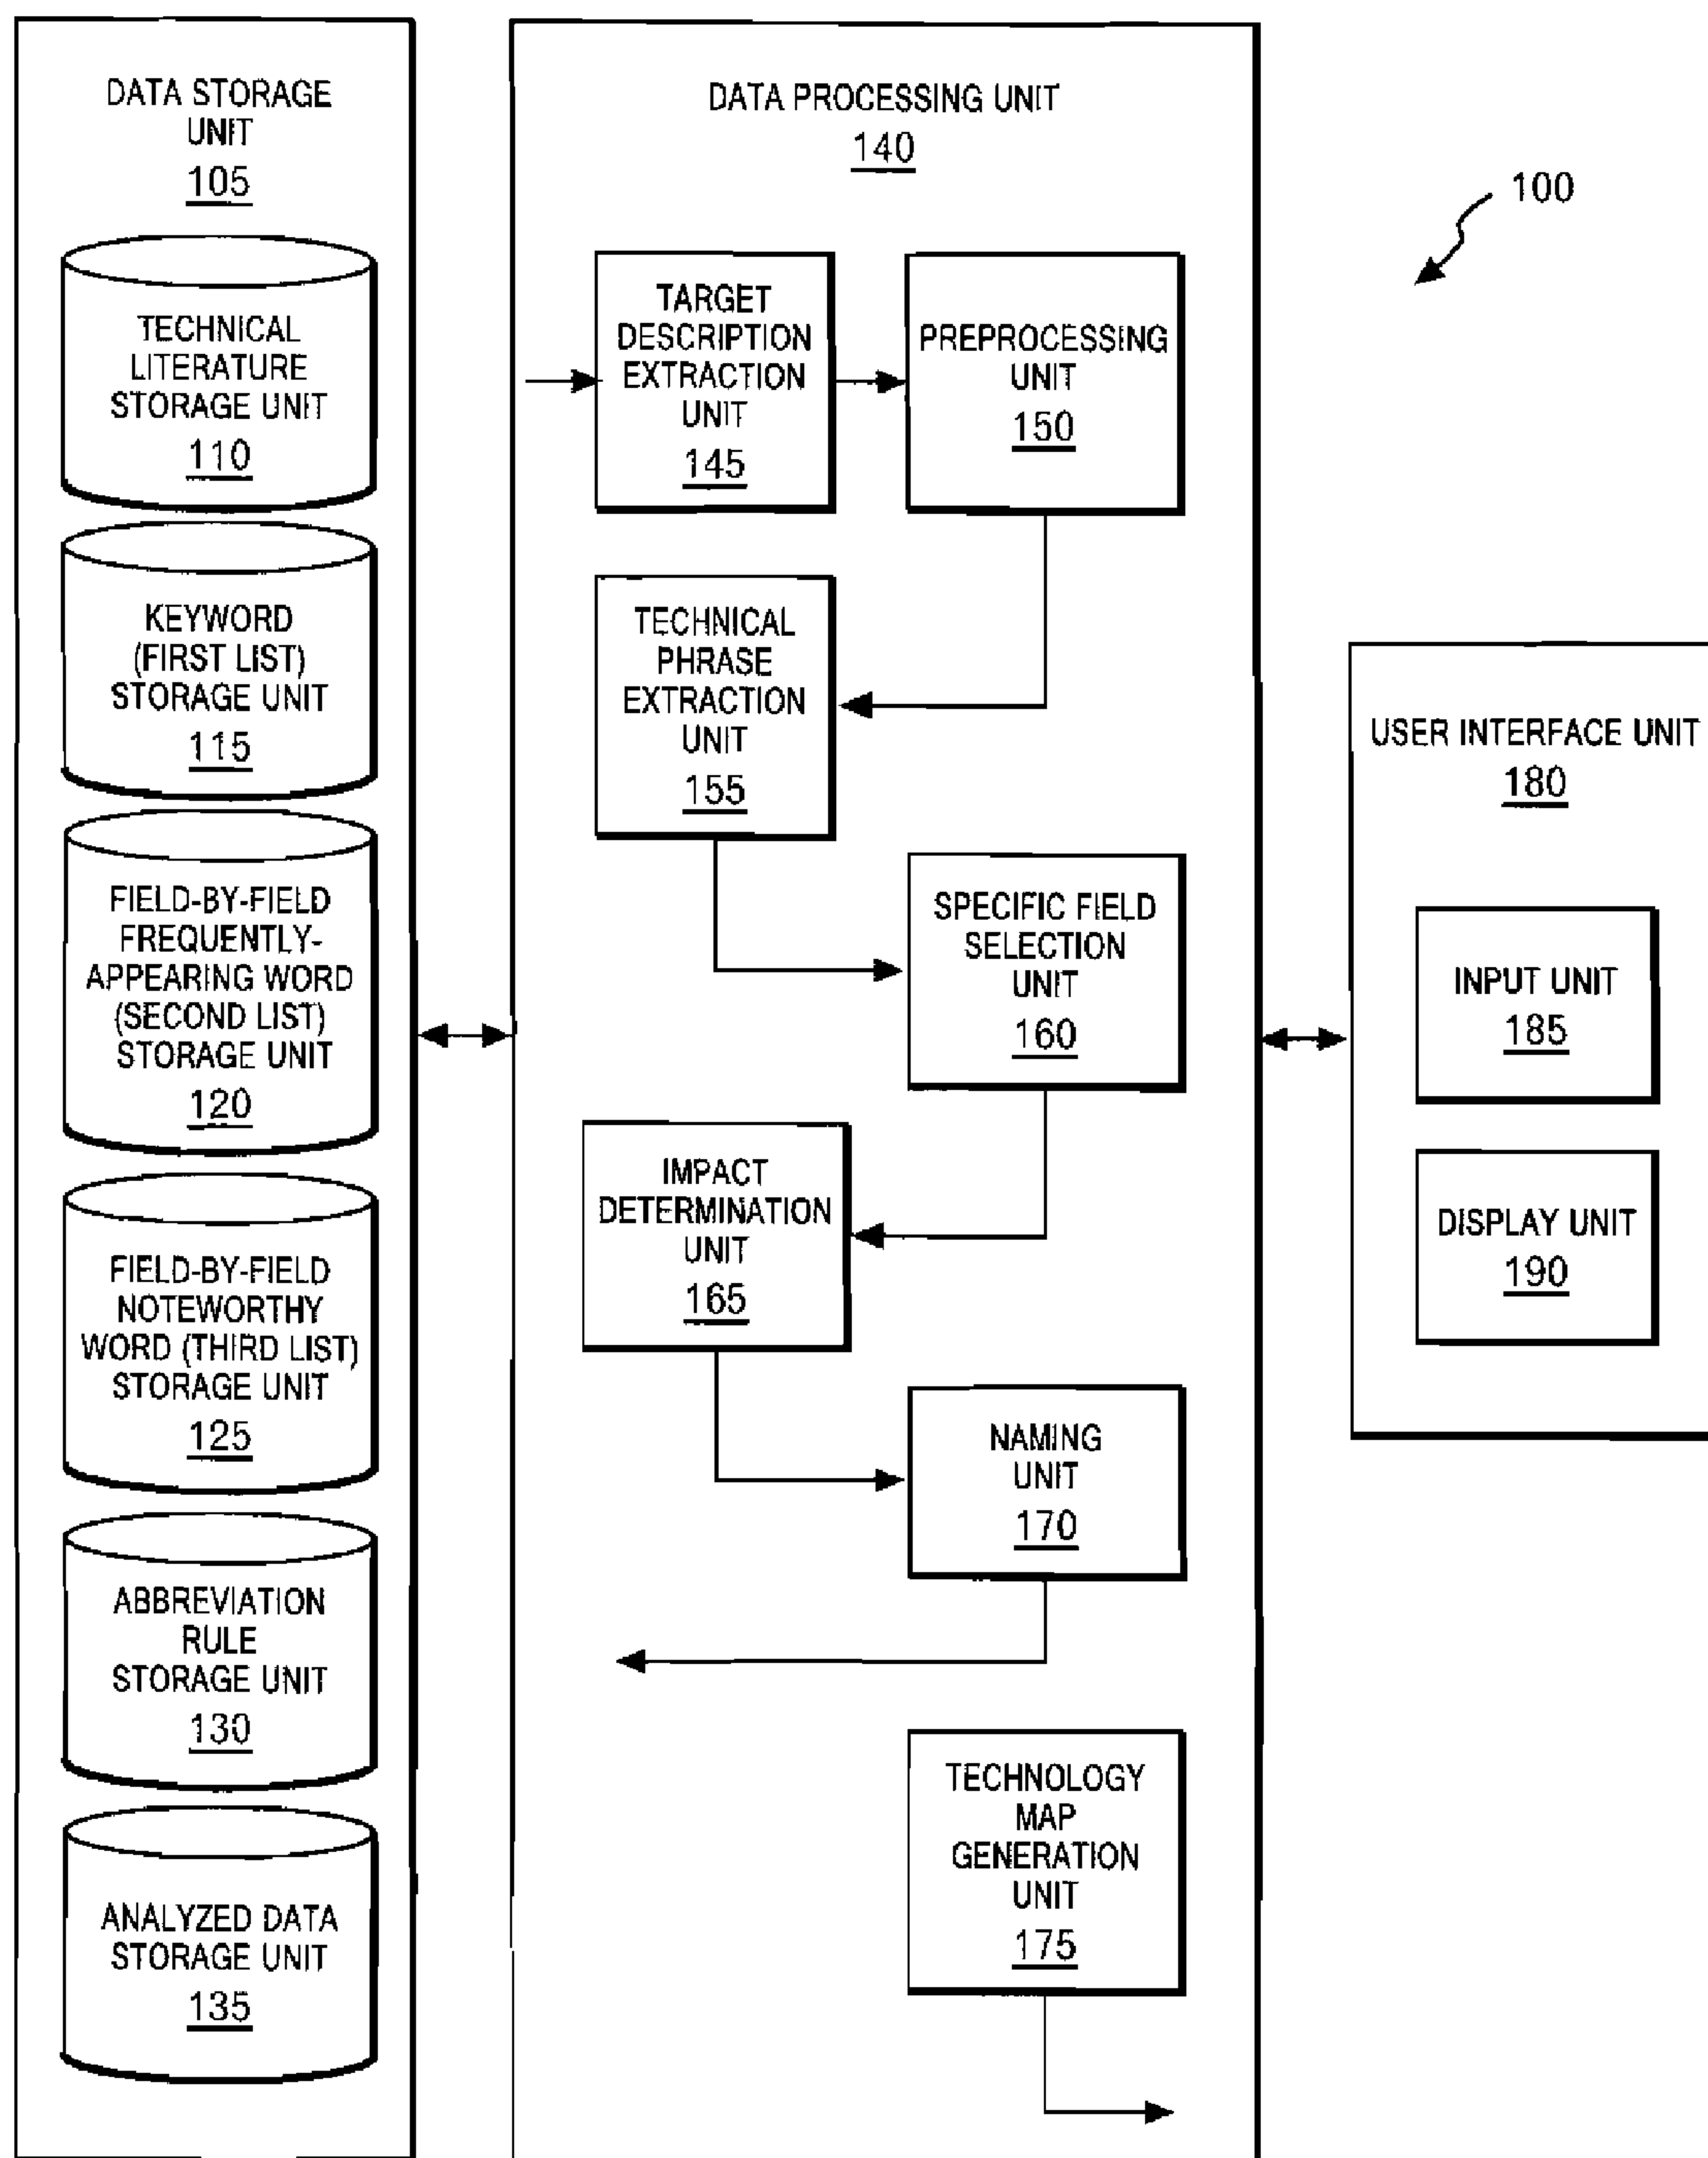 DATA STORAGE
UNIT
105
TECHNICAL
LITERATURE
STORAGE UNIT
110
KEYWORD
(FIRST LIST)
STORAGE UNIT
115
FIELD-BY-FIELD
FREQUENTLY-
APPEARING WORD
(SECOND LIST)
STORAGE UNIT
120
FIELD-BY-FIELD
NOTEWORTHY
WORD (THIRD LIST)
STORAGE UNIT
125
ABBREVIATION
RULE
STORAGE UNIT
130
ANALYZED DATA
STORAGE UNIT
135
DATA PROCESSING UNIT
140
TARGET
DESCRIPTION
EXTRACTION
UNIT
145
PREPROCESSING
UNIT
150
TECHNICAL
PHRASE
EXTRACTION
UNIT
155
SPECIFIC FIELD
SELECTION
UNIT
160
IMPACT
DETERMINATION
UNIT
165
NAMING
UNIT
170
TECHNOLOGY
MAP
GENERATION
UNIT
175
100
USER INTERFACE UNIT
180
INPUT UNIT
185
DISPLAY UNIT
190